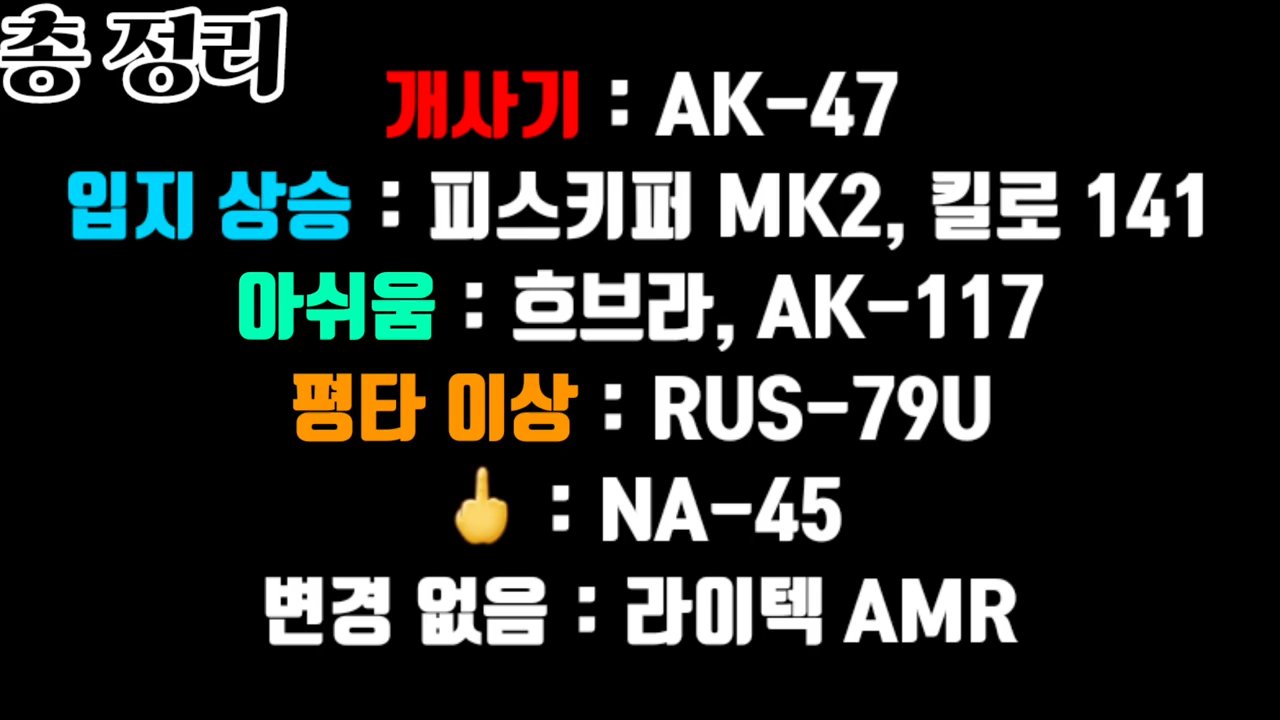 총 정리
개사기 : AK-47
입지 상승 : 피스키퍼 MK2, 킬로 141
아쉬움 : 흐브라, AK-117
평타 이상 : RUS-79U
🖕 : NA-45
변경 없음 : 라이텍 AMR